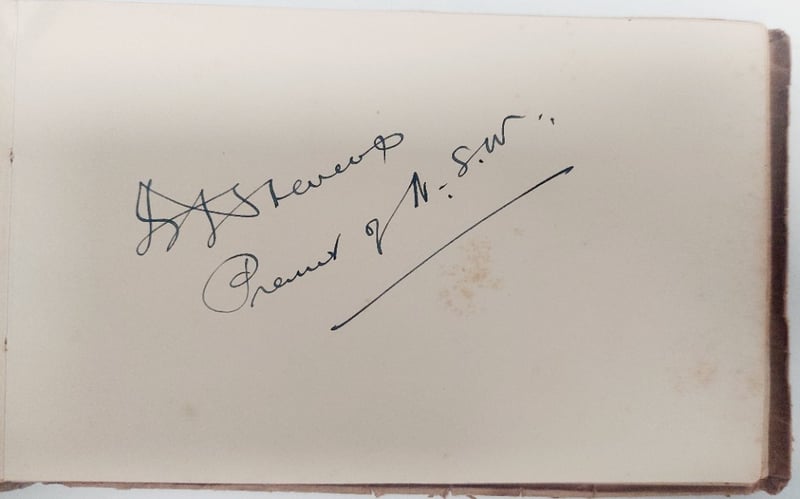 B S B Stevens
Premier of N.S.W.